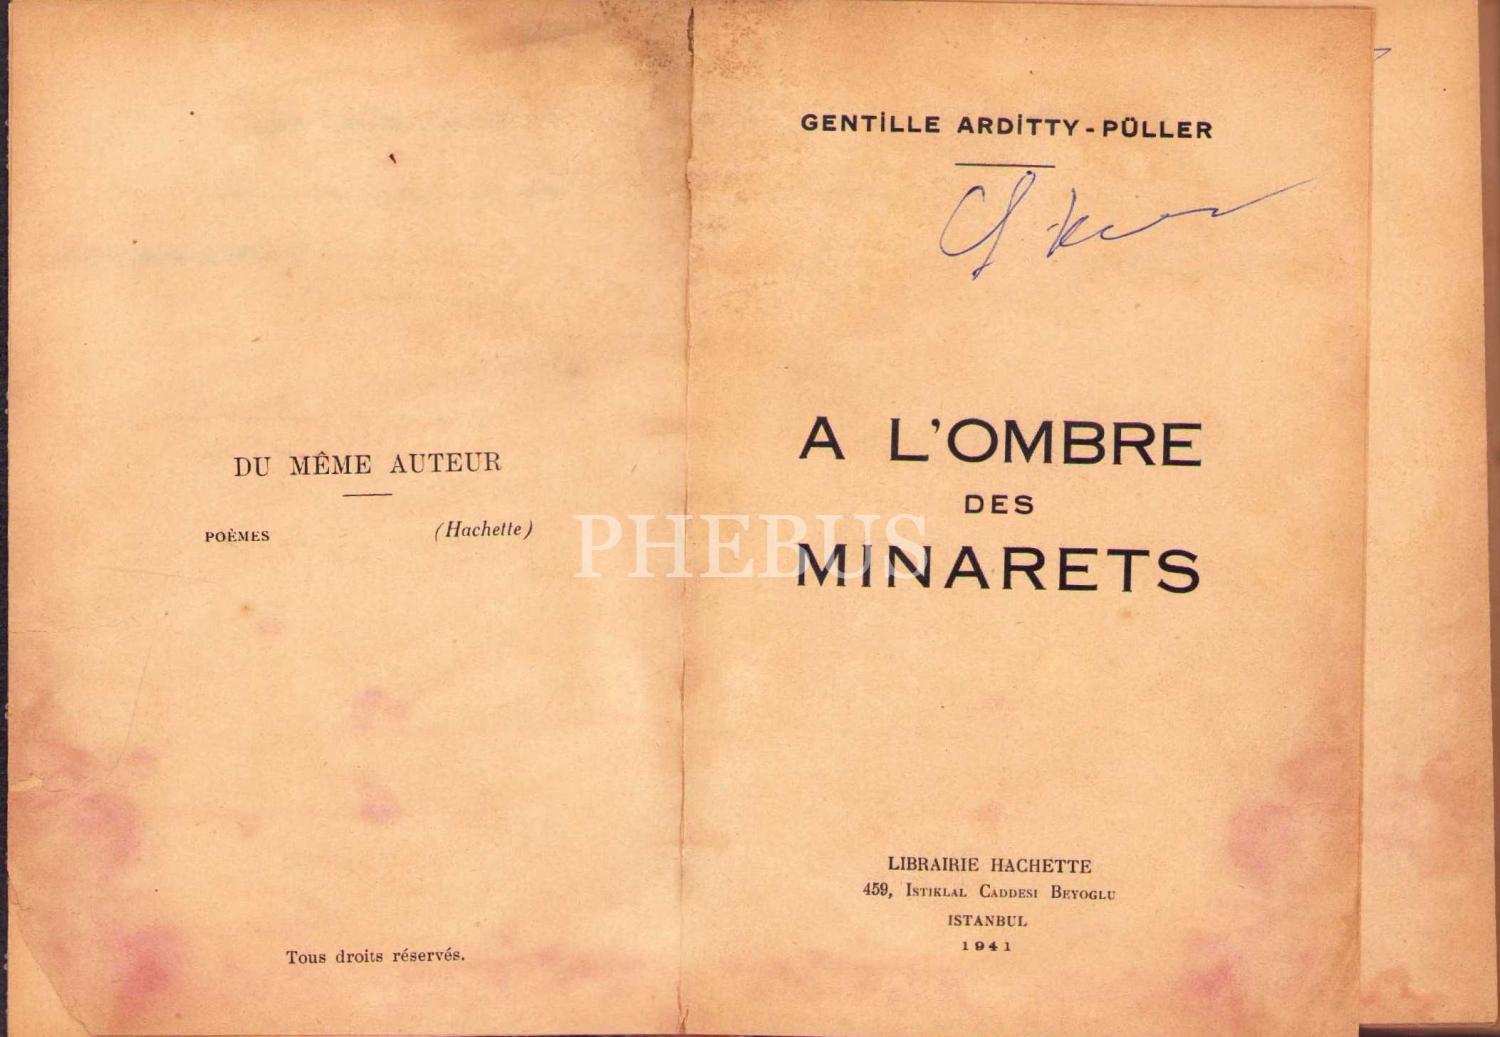 DU MÊME AUTEUR
POÈMES (Hachette)
Tous droits réservés.
GENTİLLE ARDİTTY-PÜLLER
A L'OMBRE
DES
MINARETS
LIBRAIRIE HACHETTE
459, ISTIKLAL CADDESI BEYOGLU
ISTANBUL
1941
PHEBUS